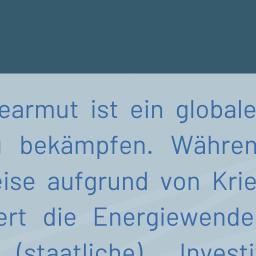 earmut ist ein globale
bekämpfen. Währen
eise aufgrund von Krie
ert die Energiewende
(staatliche) Investi